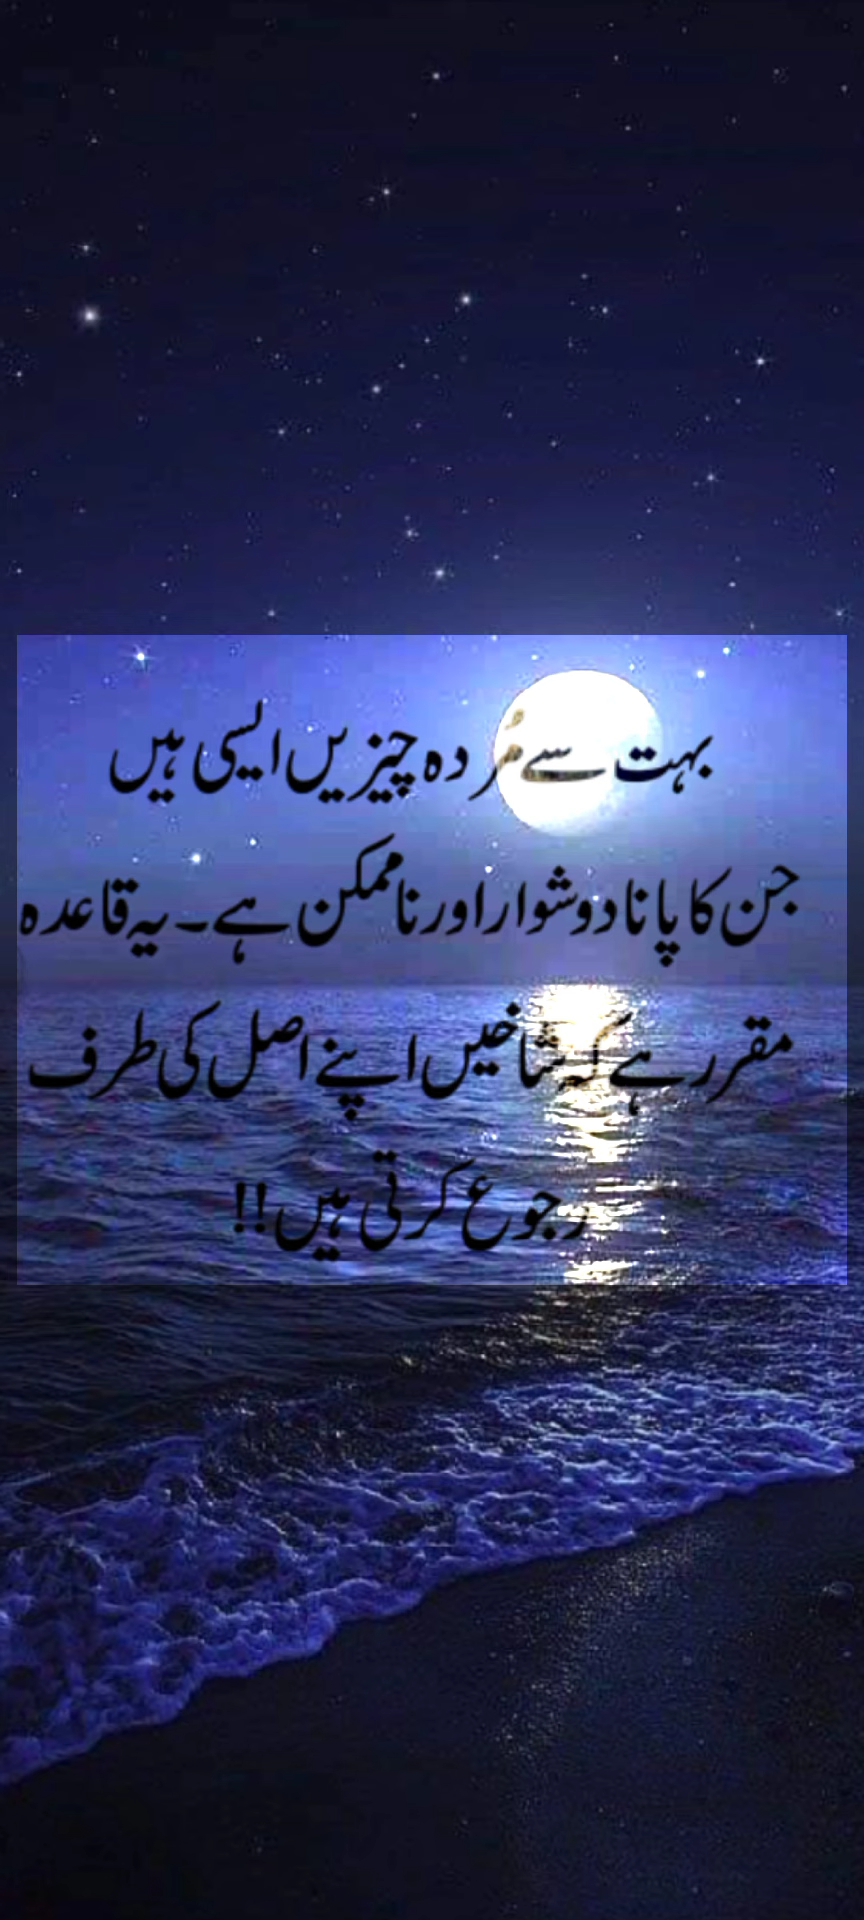 بہت سے مُردہ چیزیں ایسی ہیں
جن کا پانا دوشوار اور ناممکن ہے۔ یہ قاعدہ
مقرر ہے کہ شاخیں اپنے اصل کی طرف
رجوع کرتی ہیں!!